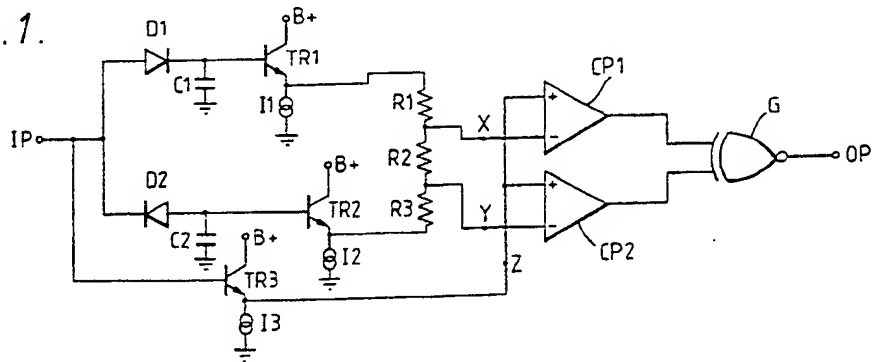 .1.
B+
D1
TR1
CP1
C1
I1
R1
X
G
IP
R2
OP
B+
D2
R3
Y
TR2
C2
B+
I2
CP2
TR3
Z
I3
+
−
+
−